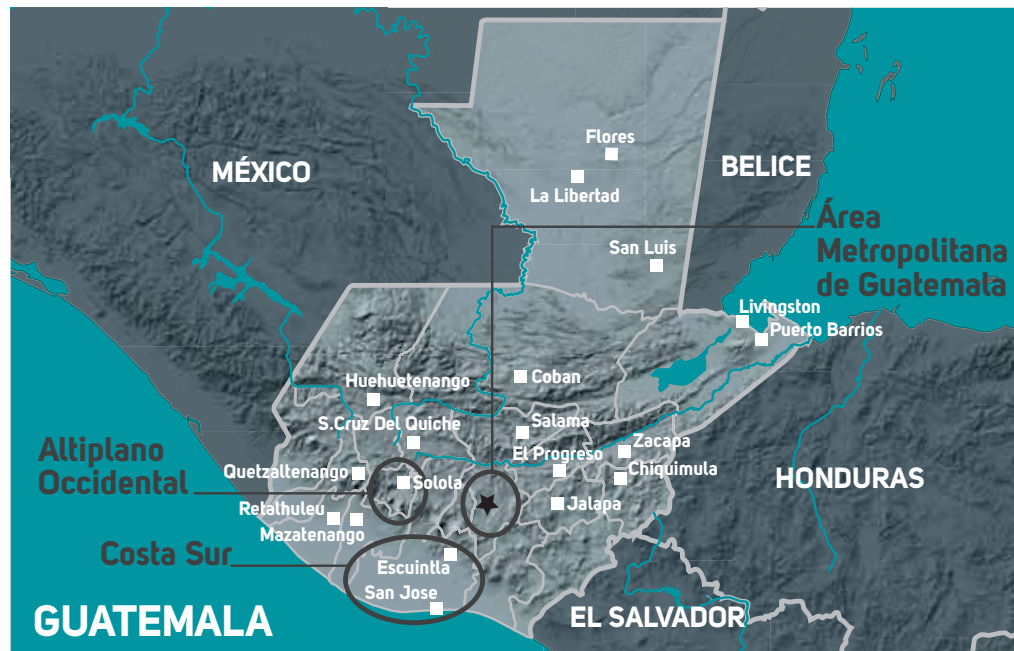 Flores
MÉXICO
BELICE
La Libertad
Área
Metropolitana
de Guatemala
San Luis
Livingston
Puerto Barrios
Huehuetenango
Coban
S.Cruz Del Quiche
Salama
Altiplano
Occidental
Zacapa
El Progreso
Quetzaltenango
Solola
Chiquimula
HONDURAS
Retalhuleu
Jalapa
Mazatenango
Costa Sur
Escuintla
San Jose
GUATEMALA
EL SALVADOR